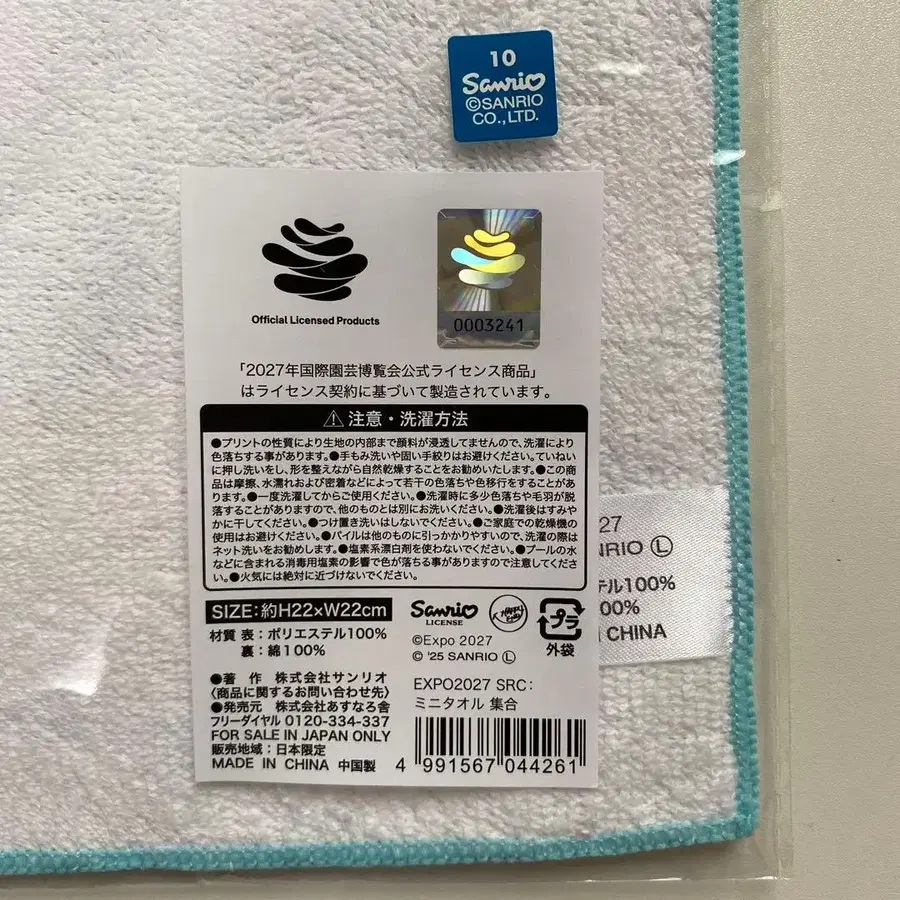 10
Sanrio
©SANRIO
CO.,LTD.
Official Licensed Products
0003241
「2027年国際園芸博覧会公式ライセンス商品」
はライセンス契約に基づいて製造されています。
注意・洗濯方法
●プリントの性質により生地の内部まで顔料が浸透してませんので、洗濯により
色落ちする事があります。●手もみ洗いや固い手絞りはお避けください。ていねい
に押し洗いをし、形を整えながら自然乾燥することをお勧めいたします。●この商
品は摩擦、水濡れおよび密着などによって若干の色落ちや色移行をすることがあ
ります。●一度洗濯してからご使用ください。●洗濯時に多少色落ちや毛羽が脱
落することがありますので、他のものとは別にお洗いください。●洗濯後はすみや
かに干してください。●つけ置き洗いはしないでください。●ご家庭での乾燥機の
使用はお避けください。●パイルは他のものに引っかかりやすいので、洗濯の際は
ネット洗いをお勧めします。●塩素系漂白剤を使わないでください。●プールの水
などに含まれる消毒用塩素の影響で色が落ちる事がありますので注意してくださ
い。●火気には絶対に近づけないでください。
SIZE:約H22×W22cm
材質 表:ポリエステル100%
裏:綿100%
Sanrio
LICENSE
プラ
外袋
©Expo 2027
© '25 SANRIO Ⓛ
●著 作 株式会社サンリオ
〈商品に関するお問い合わせ先〉
●発売元 株式会社あすなろ舎
フリーダイヤル 0120-334-337
FOR SALE IN JAPAN ONLY
販売地域:日本限定
MADE IN CHINA 中国製
EXPO2027 SRC:
ミニタオル 集合
4 991567 044261
27
NRIO Ⓛ
テル100%
00%
CHINA